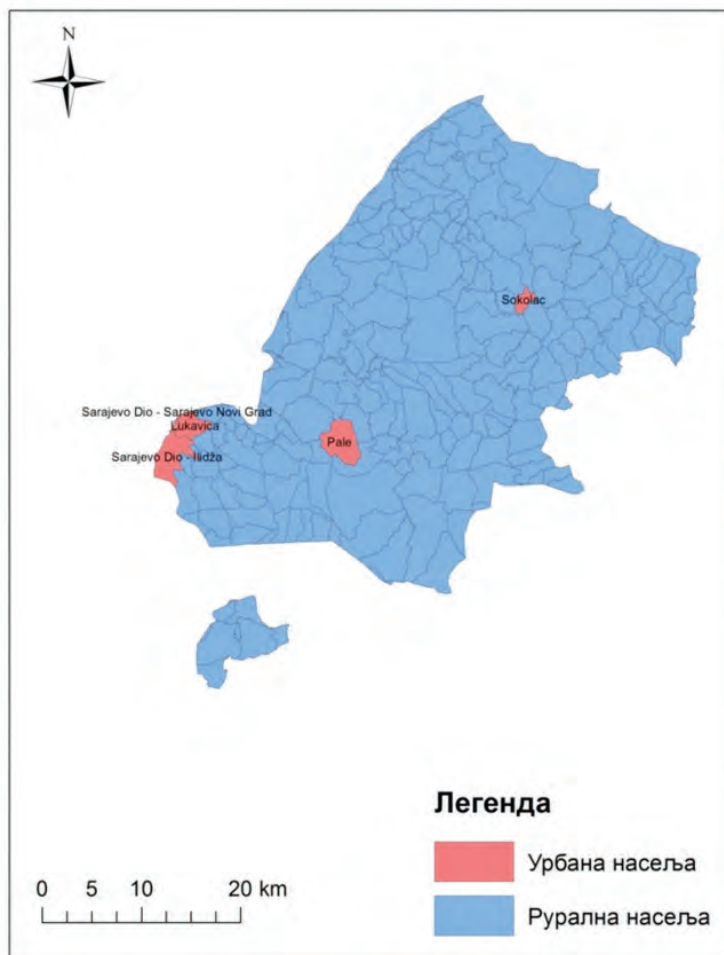 N
Sokolac
Sarajevo Dio - Sarajevo Novi Grad
Lukavica
Pale
Sarajevo Dio - Ilidža
Легенда
Урбана насеља
Рурална насеља
0 5 10 20 km